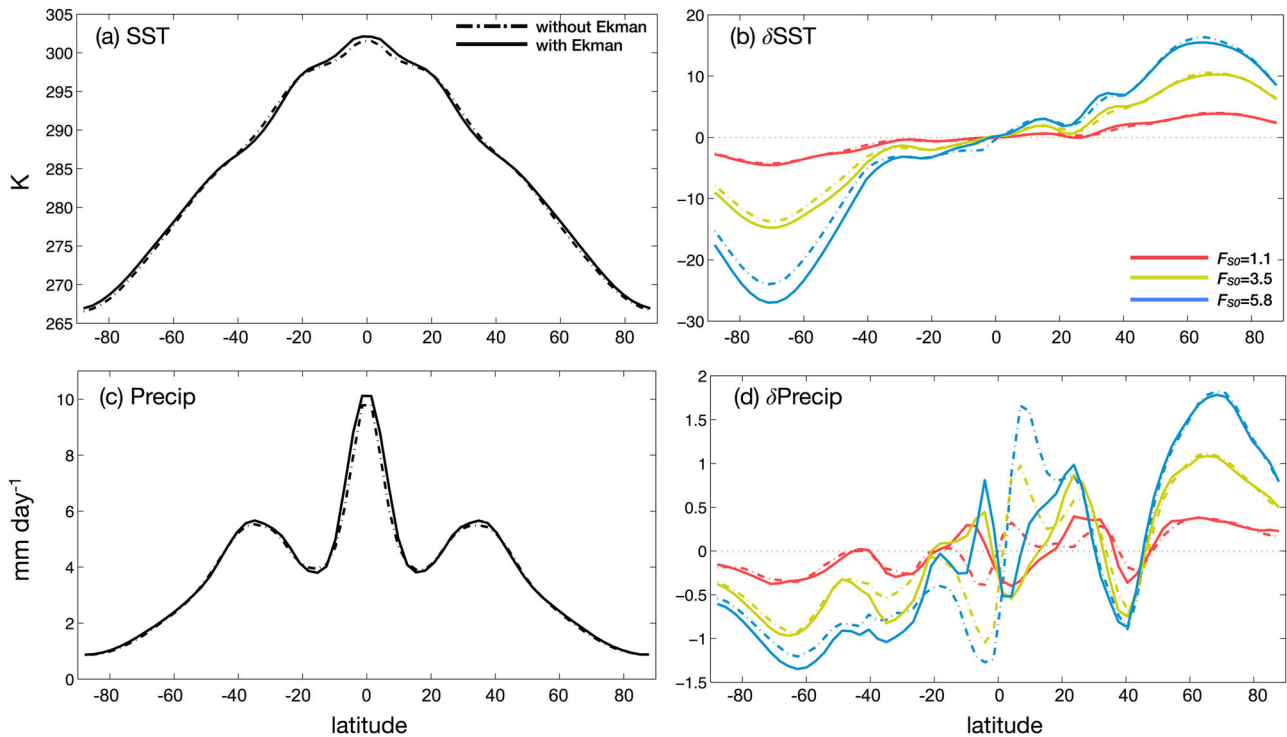 (a) SST
without Ekman
with Ekman
K
305
300
295
290
285
280
275
270
265
-80 -60 -40 -20 0 20 40 60 80
(b) δSST
20
10
0
−10
−20
−30
F_S0=1.1
F_S0=3.5
F_S0=5.8
-80 -60 -40 -20 0 20 40 60 80
(c) Precip
mm day⁻¹
10
8
6
4
2
0
-80 -60 -40 -20 0 20 40 60 80
latitude
(d) δPrecip
2
1.5
1
0.5
0
−0.5
−1
−1.5
-80 -60 -40 -20 0 20 40 60 80
latitude